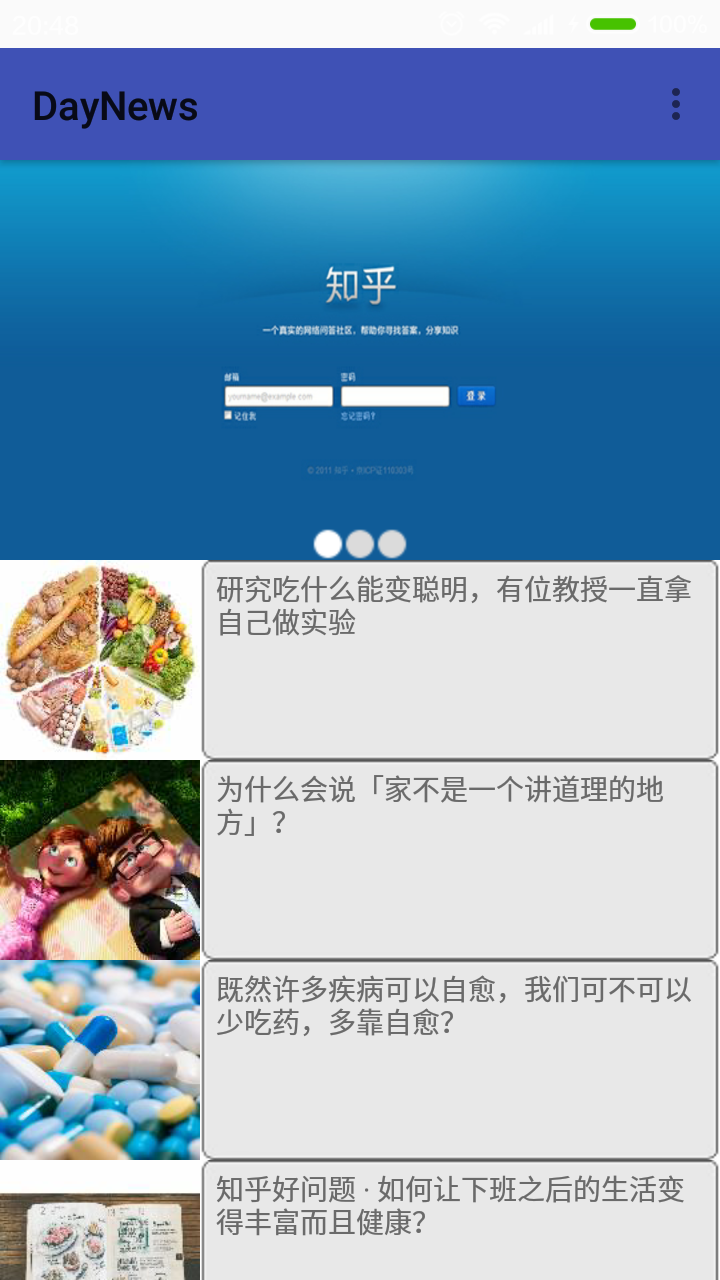 20:48
100%
DayNews
知乎
一个真实的网络问答社区，帮助你寻找答案，分享知识
邮箱
密码
yourname@example.com
登录
记住我
忘记密码？
© 2011 知乎 · 京ICP证110303号
研究吃什么能变聪明，有位教授一直拿
自己做实验
为什么会说「家不是一个讲道理的地
方」？
既然许多疾病可以自愈，我们可不可以
少吃药，多靠自愈？
知乎好问题 · 如何让下班之后的生活变
得丰富而且健康？